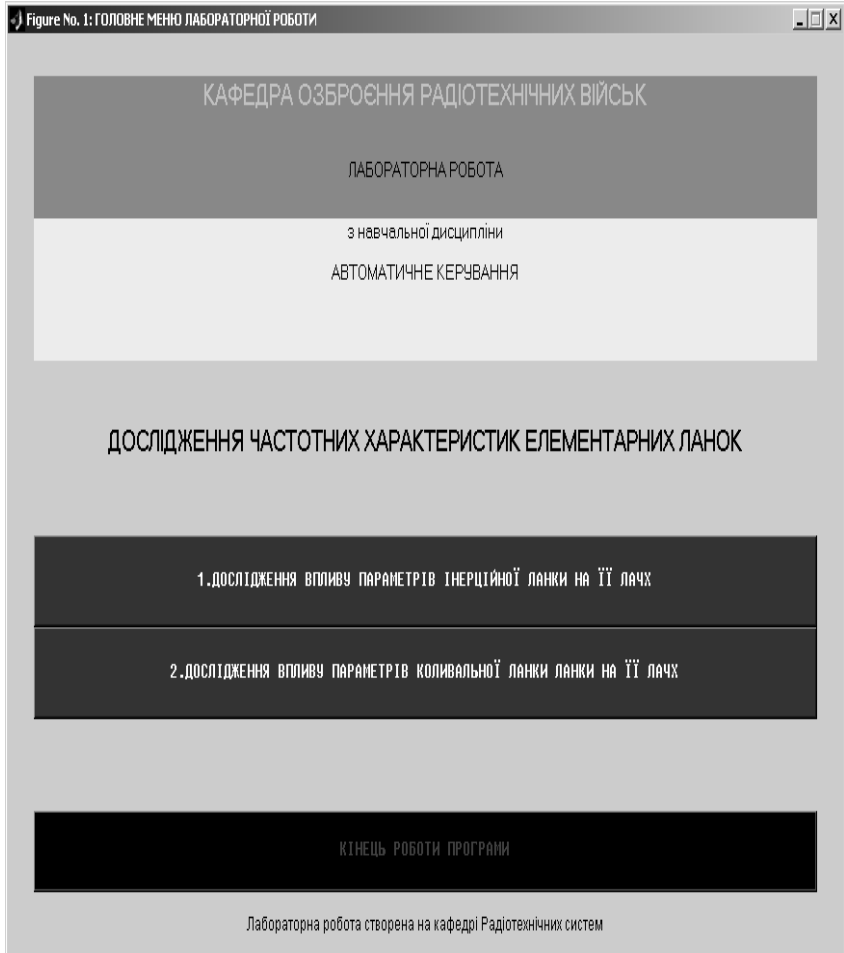 Figure No. 1: ГОЛОВНЕ МЕНЮ ЛАБОРАТОРНОЇ РОБОТИ
КАФЕДРА ОЗБРОЄННЯ РАДІОТЕХНІЧНИХ ВІЙСЬК
ЛАБОРАТОРНА РОБОТА
з навчальної дисципліни
АВТОМАТИЧНЕ КЕРУВАННЯ
ДОСЛІДЖЕННЯ ЧАСТОТНИХ ХАРАКТЕРИСТИК ЕЛЕМЕНТАРНИХ ЛАНОК
1.ДОСЛІДЖЕННЯ ВПЛИВУ ПАРАМЕТРІВ ІНЕРЦІЙНОЇ ЛАНКИ НА ЇЇ ЛАЧХ
2.ДОСЛІДЖЕННЯ ВПЛИВУ ПАРАМЕТРІВ КОЛИВАЛЬНОЇ ЛАНКИ ЛАНКИ НА ЇЇ ЛАЧХ
КІНЕЦЬ РОБОТИ ПРОГРАМИ
Лабораторна робота створена на кафедрі Радіотехнічних систем